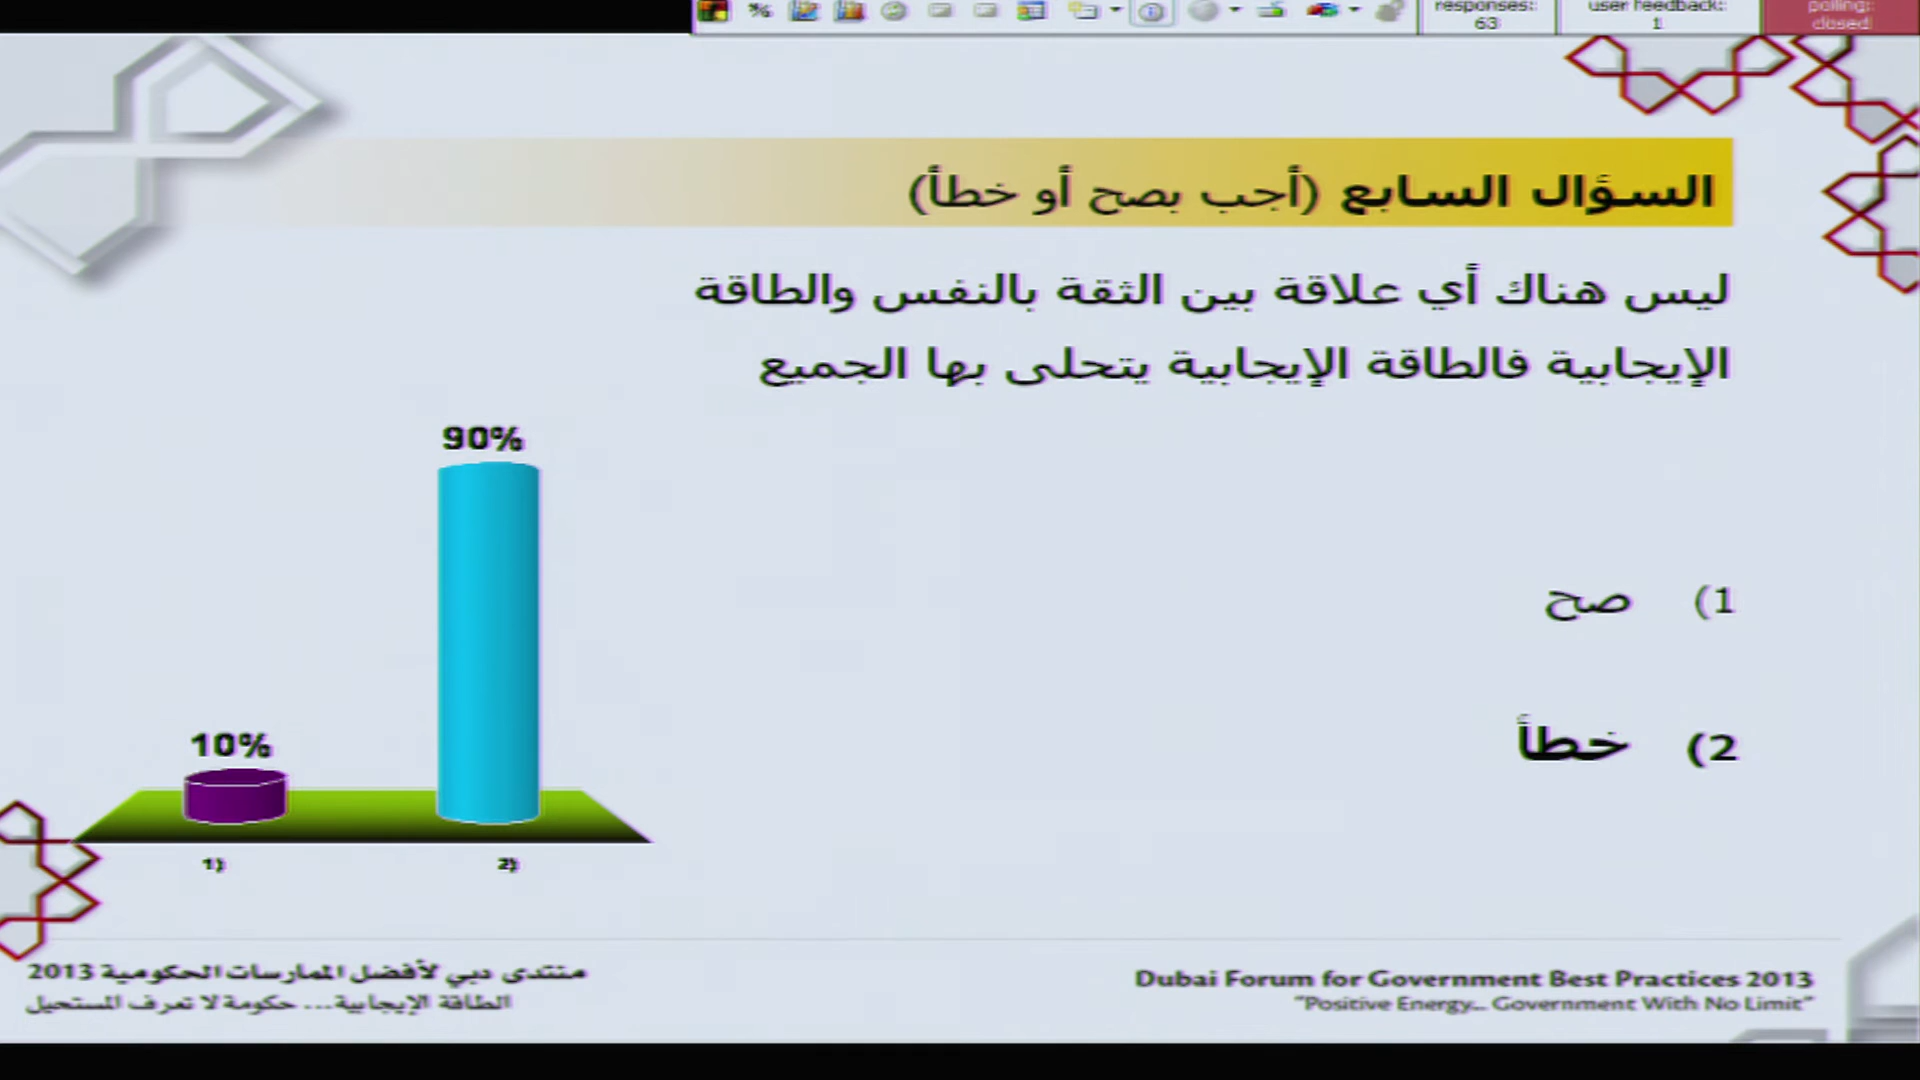 responses:
63
user feedback:
1
polling:
closed
السؤال السابع (أجب بصح أو خطأ)
ليس هناك أي علاقة بين الثقة بالنفس والطاقة
الإيجابية فالطاقة الإيجابية يتحلى بها الجميع
90%
10%
1)
2)
1) صح
2) خطأ
منتدى دبي لأفضل الممارسات الحكومية 2013
الطاقة الإيجابية... حكومة لا تعرف المستحيل
Dubai Forum for Government Best Practices 2013
"Positive Energy... Government With No Limit"